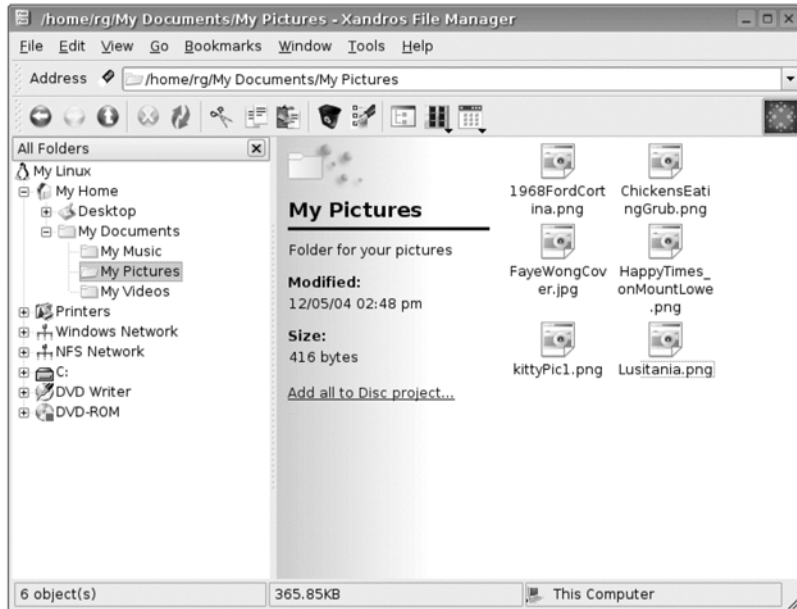 /home/rg/My Documents/My Pictures - Xandros File Manager
File Edit View Go Bookmarks Window Tools Help
Address /home/rg/My Documents/My Pictures
All Folders
My Linux
My Home
Desktop
My Documents
My Music
My Pictures
My Videos
Printers
Windows Network
NFS Network
C:
DVD Writer
DVD-ROM
My Pictures
Folder for your pictures
Modified:
12/05/04 02:48 pm
Size:
416 bytes
Add all to Disc project...
1968FordCort
ina.png
ChickensEati
ngGrub.png
FayeWongCov
er.jpg
HappyTimes_
onMountLowe
.png
kittyPic1.png
Lusitania.png
6 object(s)
365.85KB
This Computer